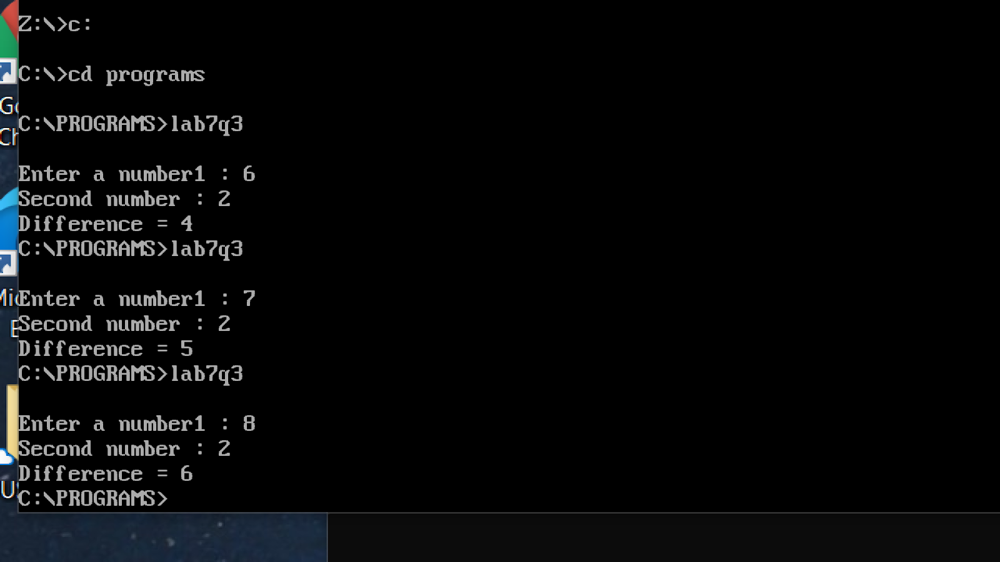 Z:\>c:
C:\>cd programs
C:\PROGRAMS>lab7q3
Enter a number1 : 6
Second number : 2
Difference = 4
C:\PROGRAMS>lab7q3
Enter a number1 : 7
Second number : 2
Difference = 5
C:\PROGRAMS>lab7q3
Enter a number1 : 8
Second number : 2
Difference = 6
C:\PROGRAMS>